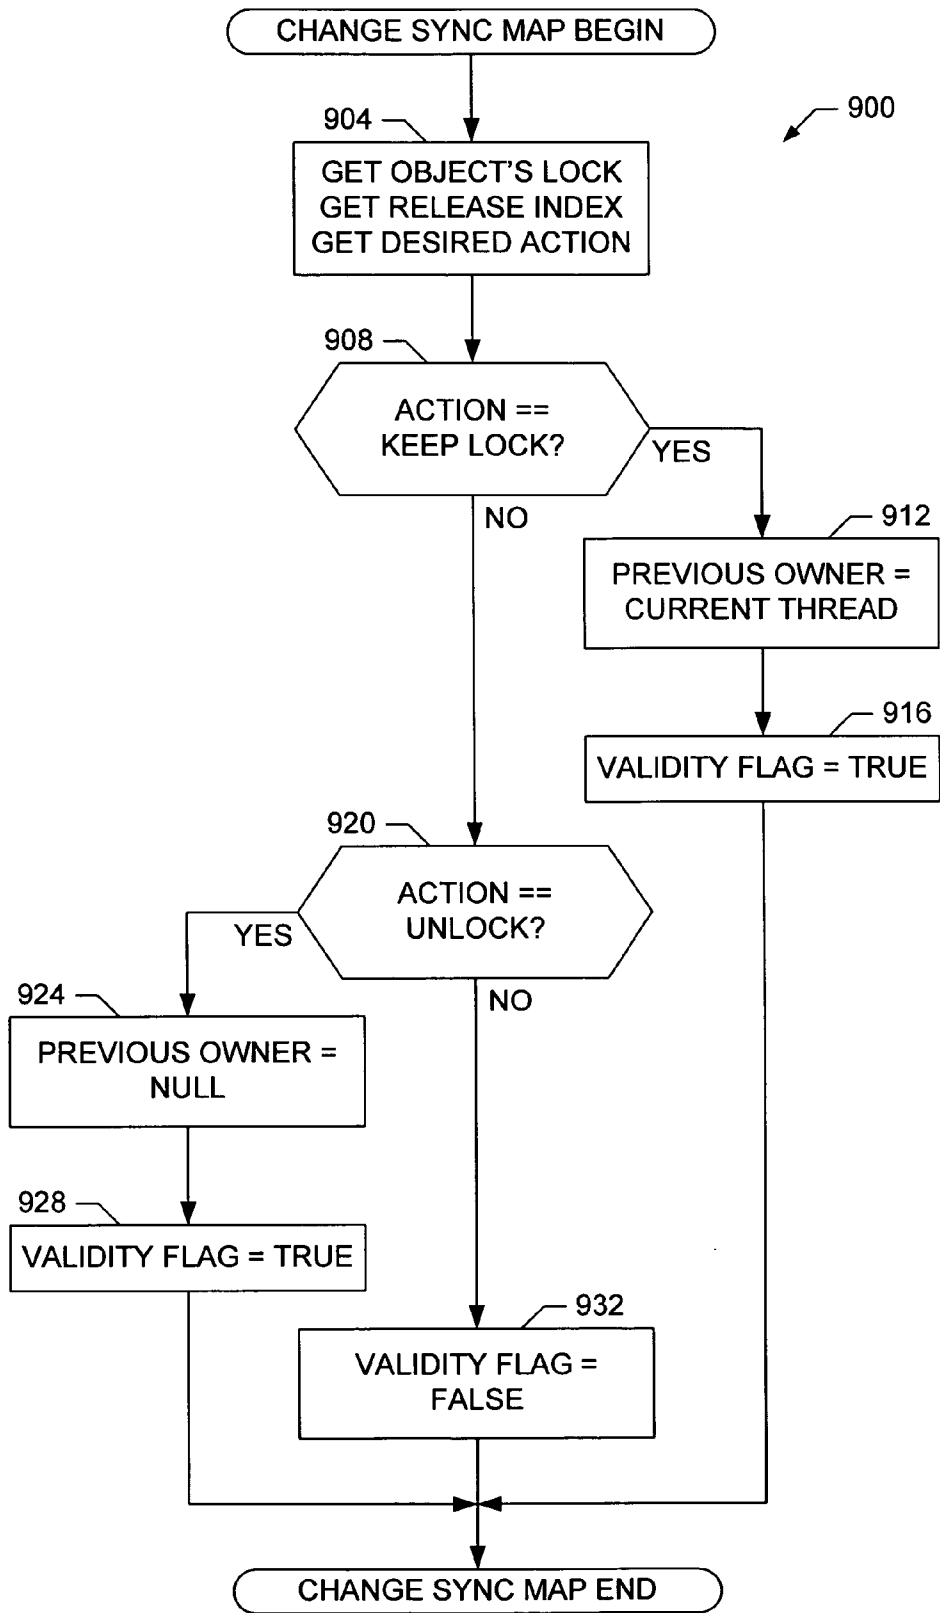 CHANGE SYNC MAP BEGIN
900
904
GET OBJECT'S LOCK
GET RELEASE INDEX
GET DESIRED ACTION
908
ACTION ==
KEEP LOCK?
YES
NO
912
PREVIOUS OWNER =
CURRENT THREAD
916
VALIDITY FLAG = TRUE
920
ACTION ==
UNLOCK?
YES
NO
924
PREVIOUS OWNER =
NULL
928
VALIDITY FLAG = TRUE
932
VALIDITY FLAG =
FALSE
CHANGE SYNC MAP END